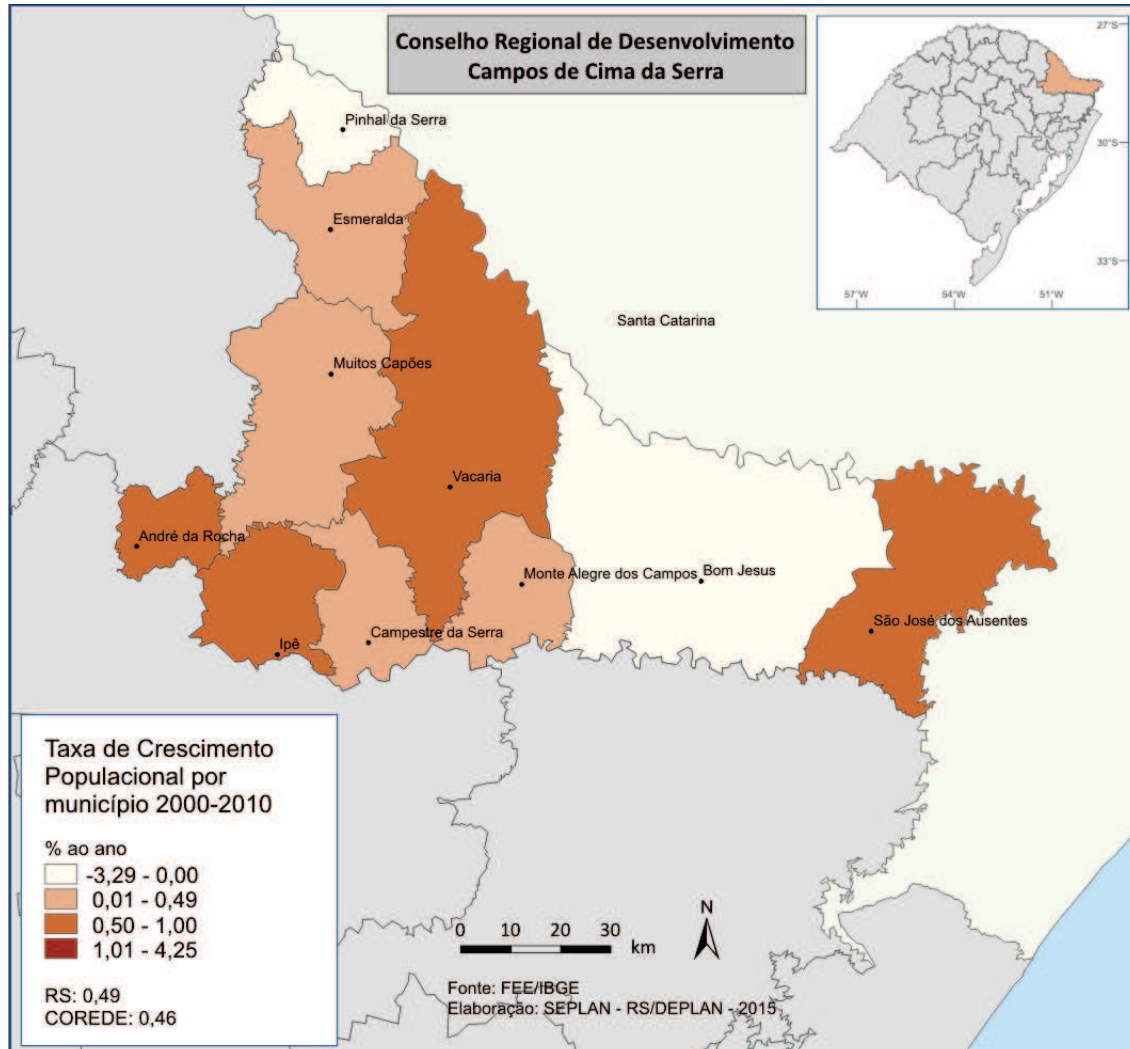 Conselho Regional de Desenvolvimento
Campos de Cima da Serra
27°S
30°S
33°S
57°W
54°W
51°W
Pinhal da Serra
Esmeralda
Santa Catarina
Muitos Capões
Vacaria
André da Rocha
Monte Alegre dos Campos
Bom Jesus
São José dos Ausentes
Ipê
Campestre da Serra
Taxa de Crescimento
Populacional por
município 2000-2010
% ao ano
-3,29 - 0,00
0,01 - 0,49
0,50 - 1,00
1,01 - 4,25
RS: 0,49
COREDE: 0,46
N
0 10 20 30
km
Fonte: FEE/IBGE
Elaboração: SEPLAN - RS/DEPLAN - 2015